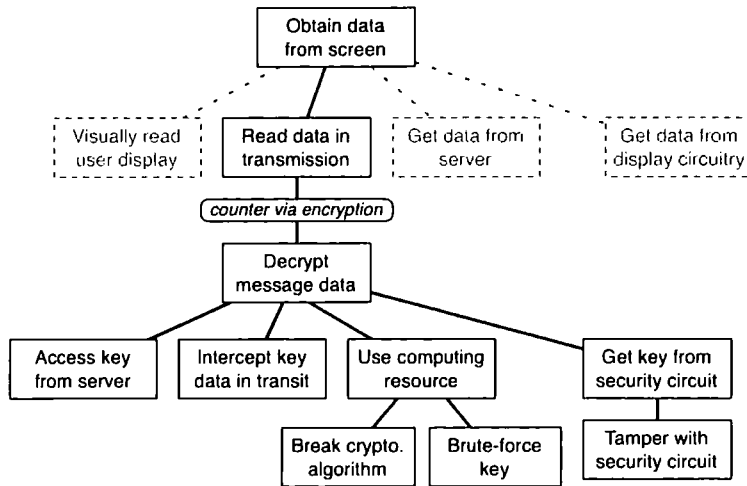 Obtain data
from screen
Visually read
user display
Read data in
transmission
Get data from
server
Get data from
display circuitry
counter via encryption
Decrypt
message data
Access key
from server
Intercept key
data in transit
Use computing
resource
Get key from
security circuit
Break crypto.
algorithm
Brute-force
key
Tamper with
security circuit